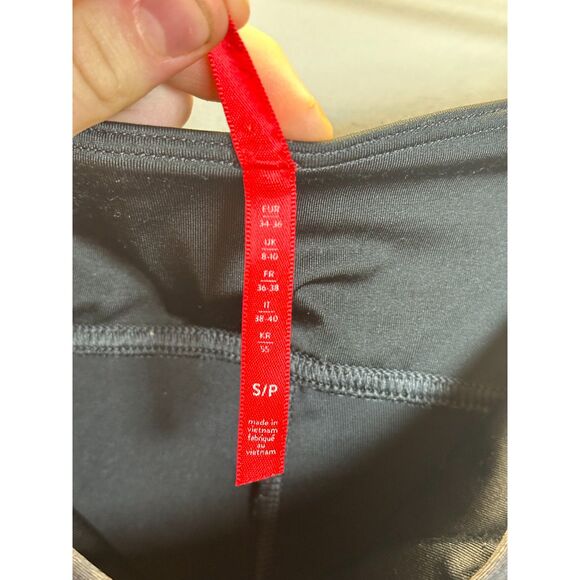 EUR
34-36
UK
8-10
FR
36-38
IT
38-40
KR
55
S/P
made in
vietnam
fabriqué
au
vietnam